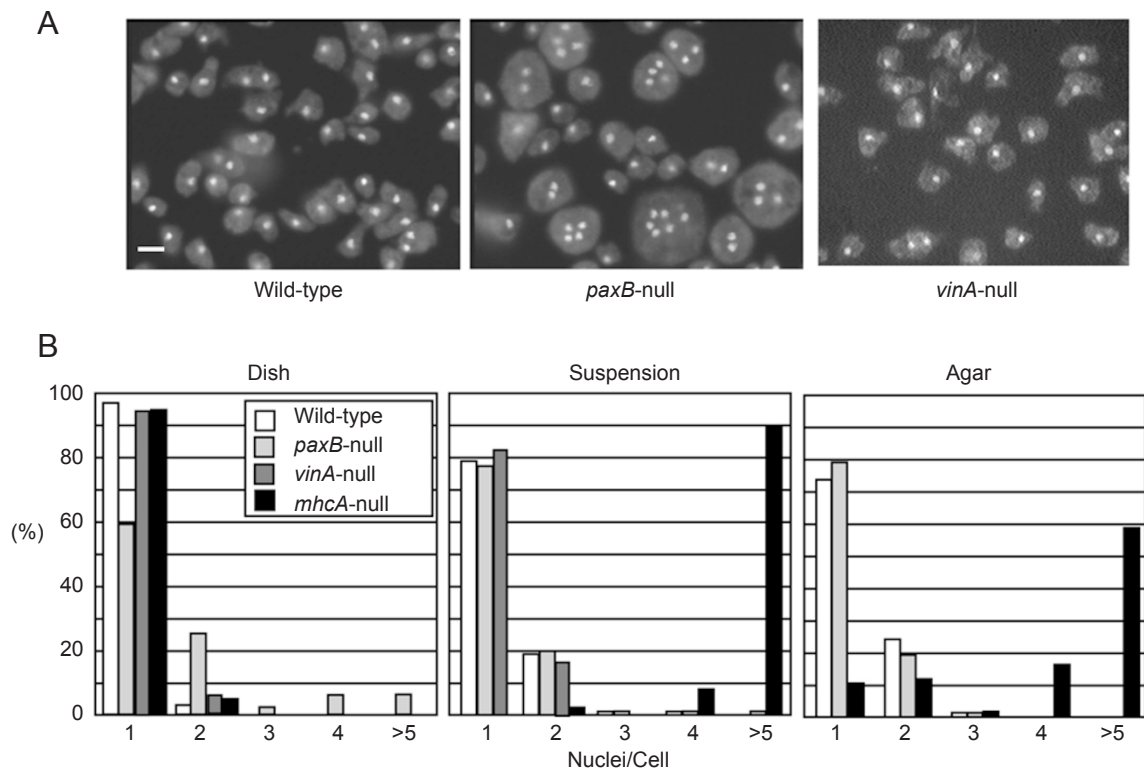 A
Wild-type
paxB-null
vinA-null
B
Dish
Suspension
Agar
Wild-type
paxB-null
vinA-null
mhcA-null
100
80
60
(%)
40
20
0
1 2 3 4 >5
1 2 3 4 >5
1 2 3 4 >5
Nuclei/Cell